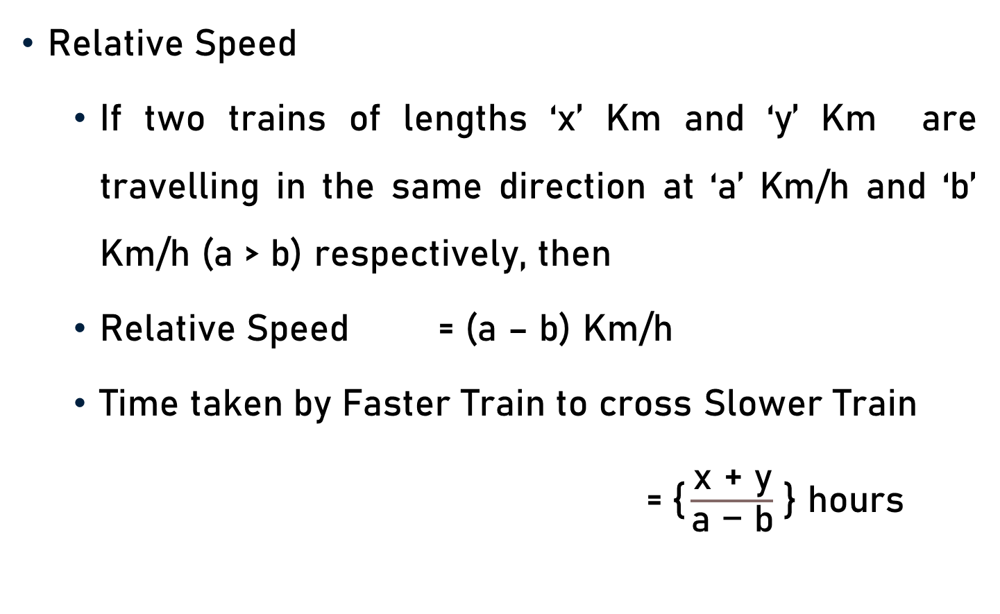 • Relative Speed
• If two trains of lengths ‘x’ Km and ‘y’ Km are
travelling in the same direction at ‘a’ Km/h and ‘b’
Km/h (a > b) respectively, then
• Relative Speed = (a – b) Km/h
• Time taken by Faster Train to cross Slower Train
= {(x + y)/(a − b)} hours